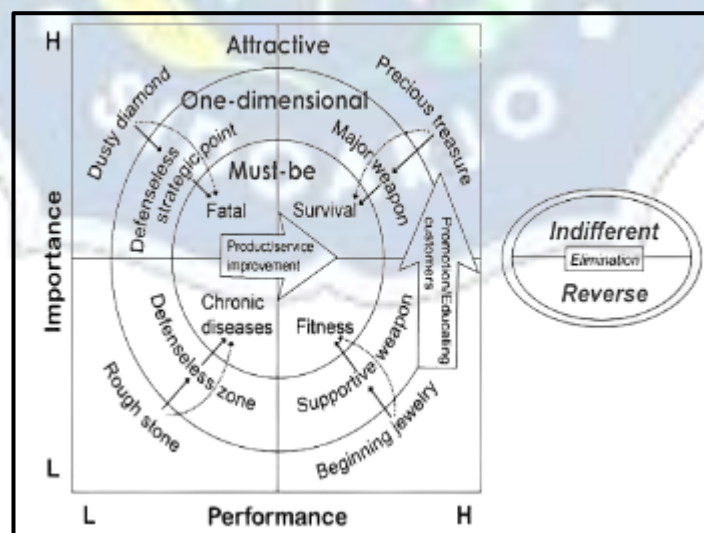 H
Attractive
One-dimensional
Must-be
Dusty diamond
Defenseless
strategic point
Fatal
Survival
Major weapon
Precious treasure
Importance
Product/service
improvement
Promotion/Educating
customers
Indifferent
Elimination
Reverse
Chronic
diseases
Fitness
Defenseless zone
Supportive weapon
Rough stone
Beginning jewelry
L
L
Performance
H